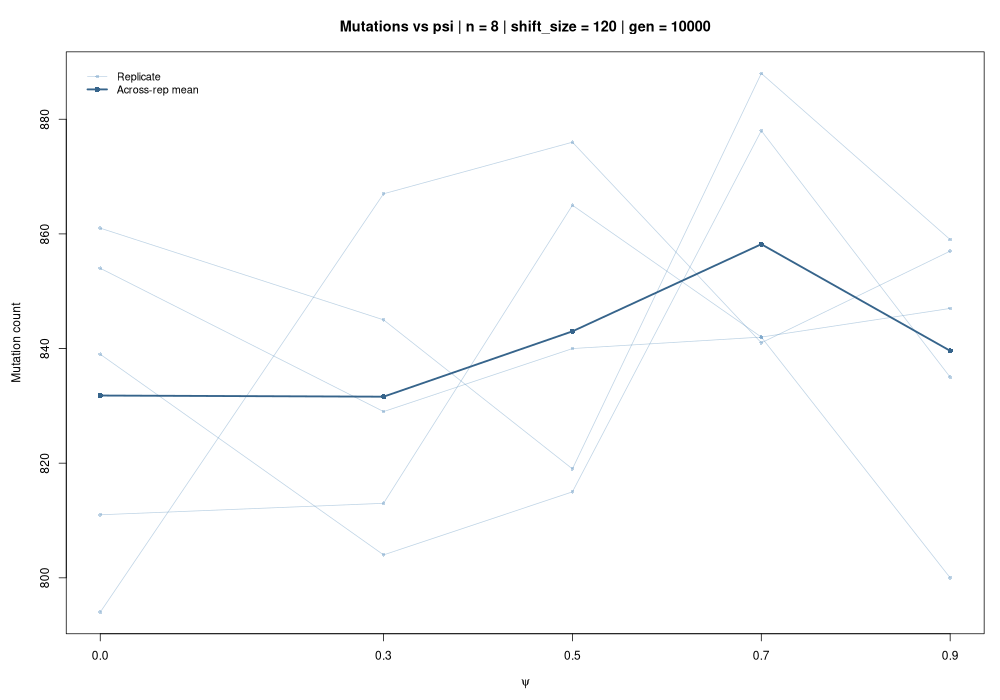 Mutations vs psi | n = 8 | shift_size = 120 | gen = 10000
Replicate
Across-rep mean
880
860
840
820
800
Mutation count
0.0 0.3 0.5 0.7 0.9
ψ